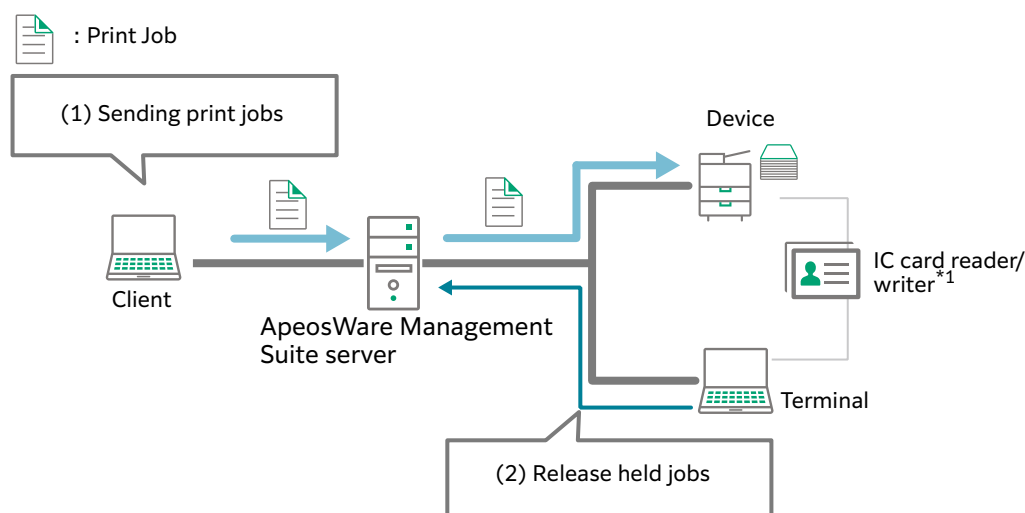 : Print Job
(1) Sending print jobs
Device
IC card reader/
writer*1
Client
ApeosWare Management
Suite server
Terminal
(2) Release held jobs